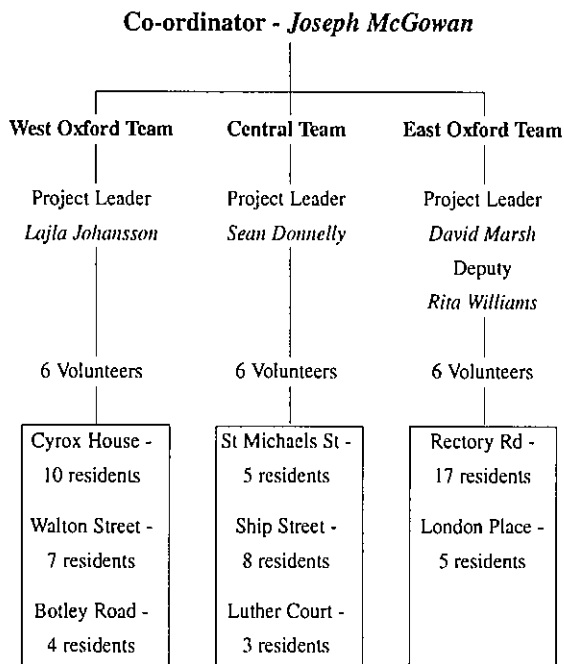 Co-ordinator - Joseph McGowan
West Oxford Team
Project Leader
Lajla Johansson
6 Volunteers
Cyrox House -
10 residents
Walton Street -
7 residents
Botley Road -
4 residents
Central Team
Project Leader
Sean Donnelly
6 Volunteers
St Michaels St -
5 residents
Ship Street -
8 residents
Luther Court -
3 residents
East Oxford Team
Project Leader
David Marsh
Deputy
Rita Williams
6 Volunteers
Rectory Rd -
17 residents
London Place -
5 residents